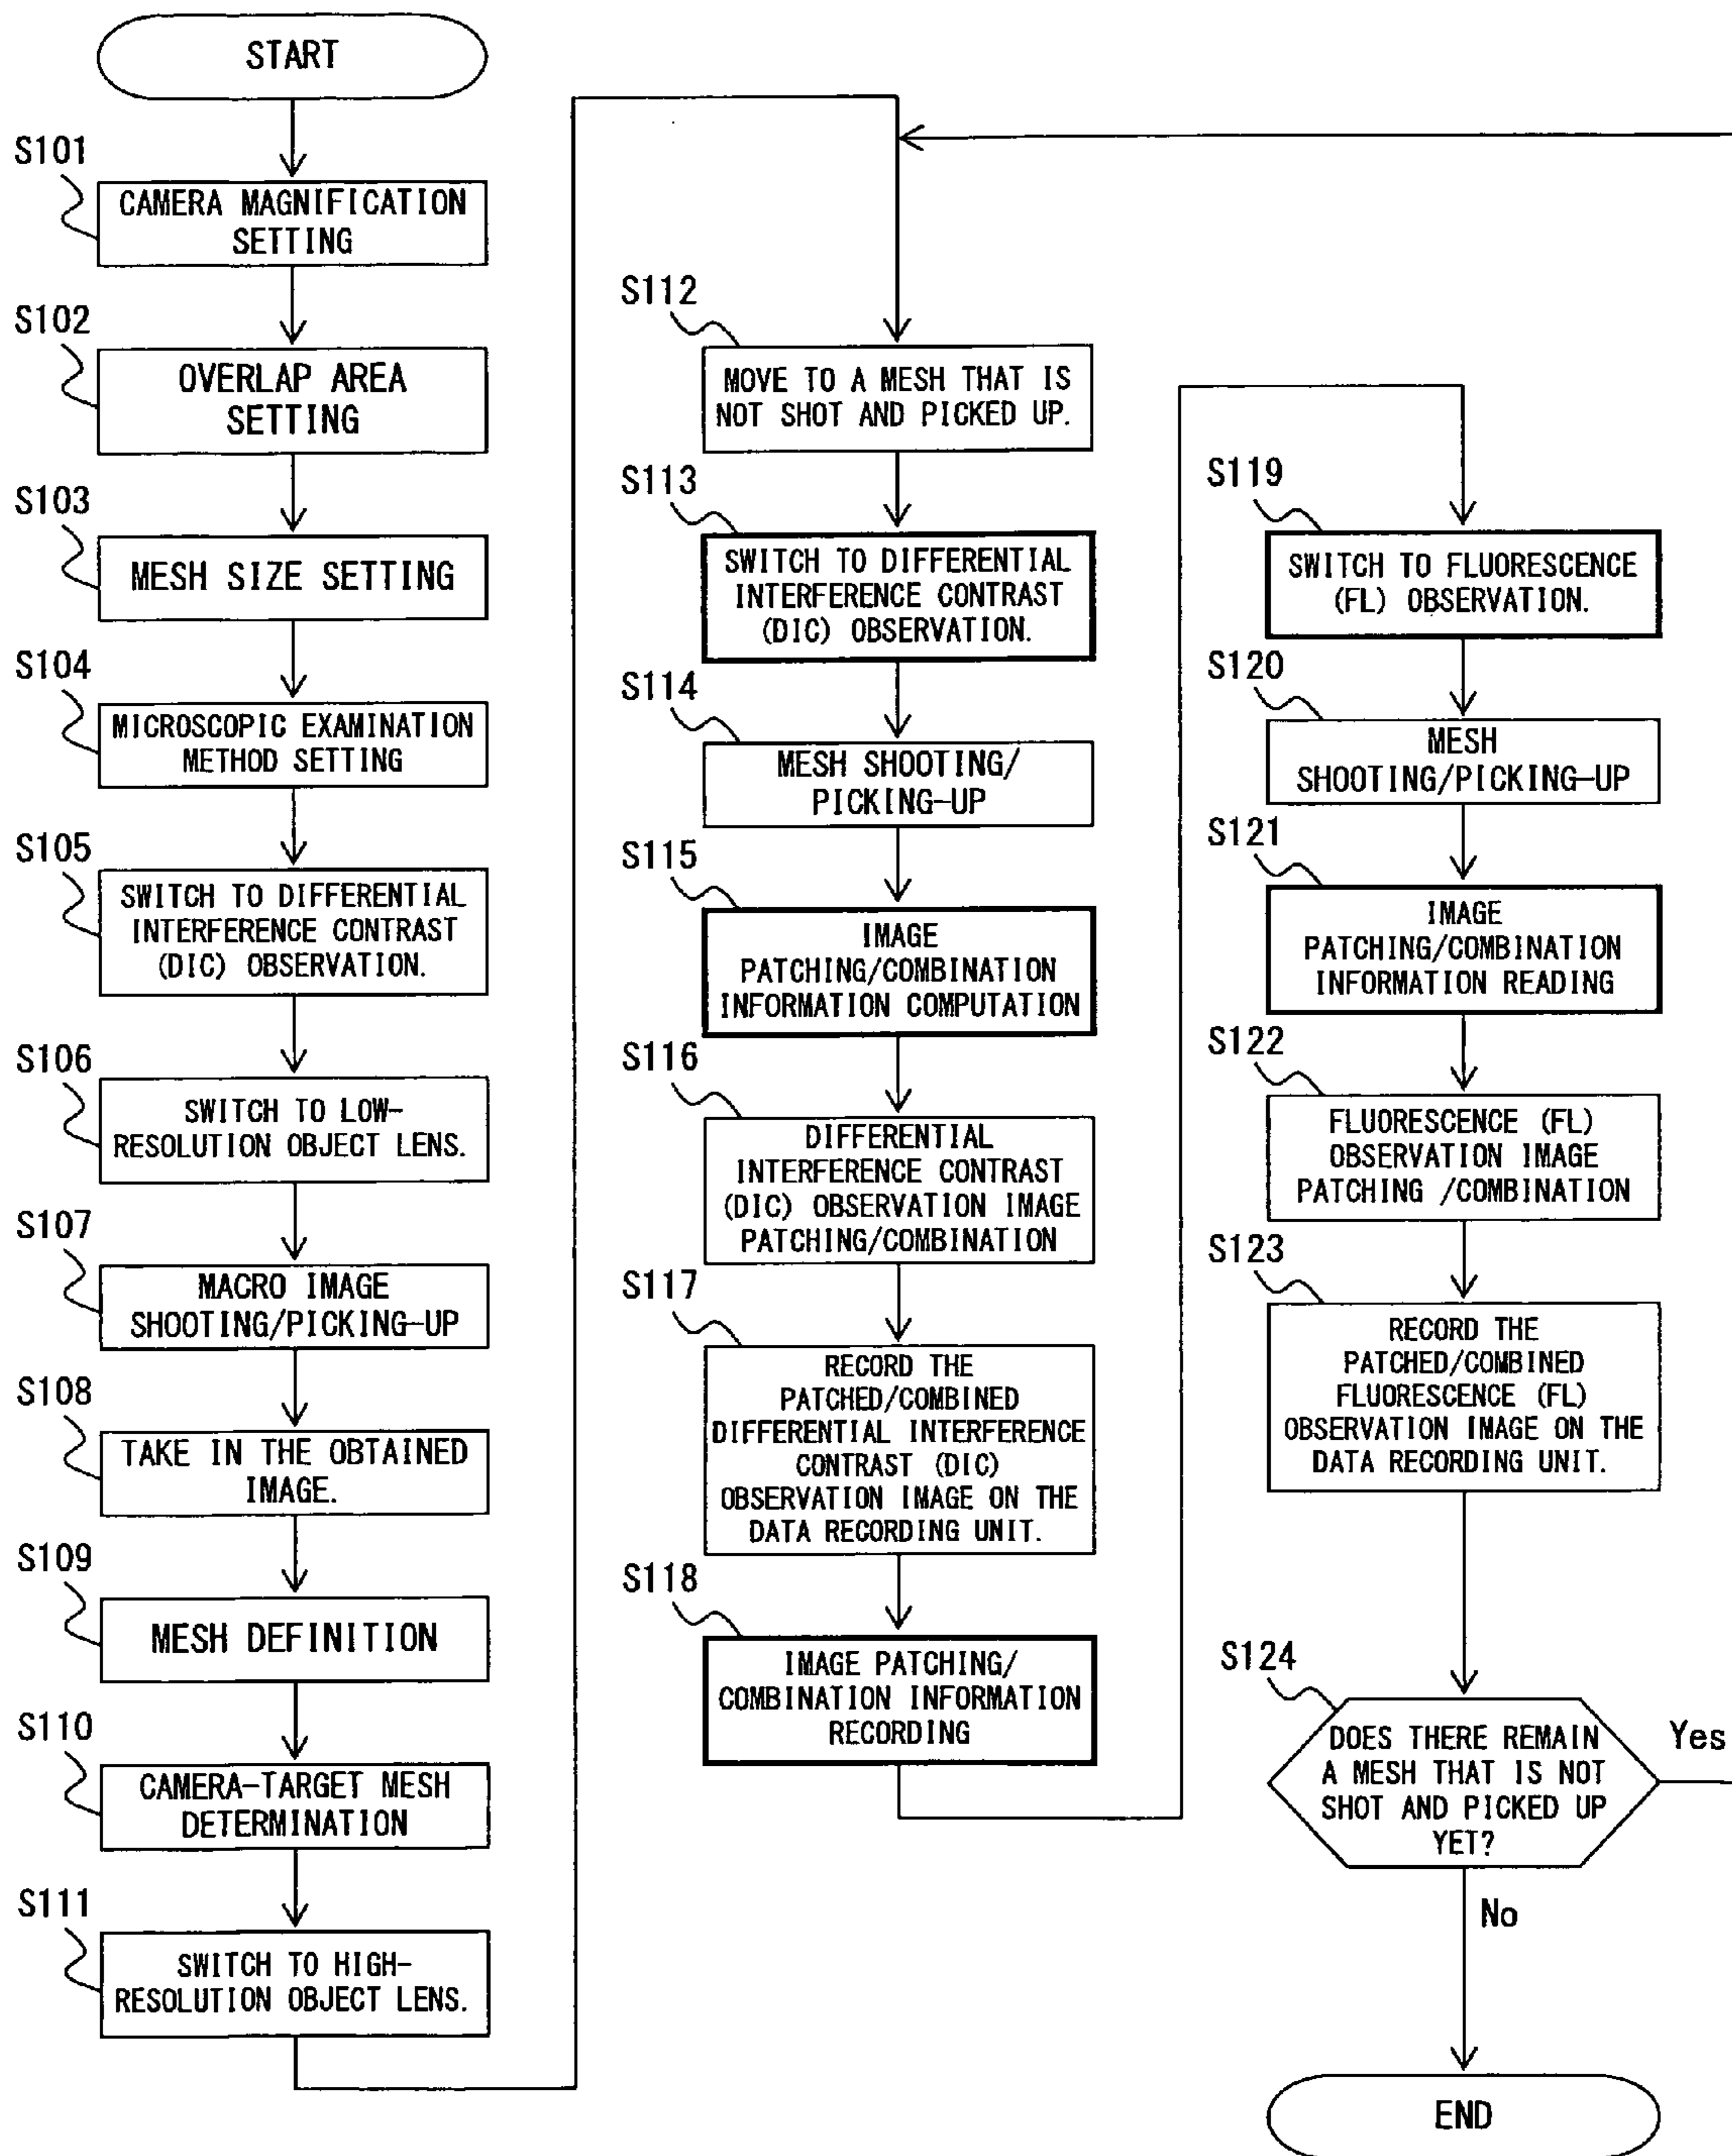 START
S101
CAMERA MAGNIFICATION
SETTING
S102
OVERLAP AREA
SETTING
S103
MESH SIZE SETTING
S104
MICROSCOPIC EXAMINATION
METHOD SETTING
S105
SWITCH TO DIFFERENTIAL
INTERFERENCE CONTRAST
(DIC) OBSERVATION.
S106
SWITCH TO LOW-
RESOLUTION OBJECT LENS.
S107
MACRO IMAGE
SHOOTING/PICKING-UP
S108
TAKE IN THE OBTAINED
IMAGE.
S109
MESH DEFINITION
S110
CAMERA-TARGET MESH
DETERMINATION
S111
SWITCH TO HIGH-
RESOLUTION OBJECT LENS.
S112
MOVE TO A MESH THAT IS
NOT SHOT AND PICKED UP.
S113
SWITCH TO DIFFERENTIAL
INTERFERENCE CONTRAST
(DIC) OBSERVATION.
S114
MESH SHOOTING/
PICKING-UP
S115
IMAGE
PATCHING/COMBINATION
INFORMATION COMPUTATION
S116
DIFFERENTIAL
INTERFERENCE CONTRAST
(DIC) OBSERVATION IMAGE
PATCHING/COMBINATION
S117
RECORD THE
PATCHED/COMBINED
DIFFERENTIAL INTERFERENCE
CONTRAST (DIC)
OBSERVATION IMAGE ON THE
DATA RECORDING UNIT.
S118
IMAGE PATCHING/
COMBINATION INFORMATION
RECORDING
S119
SWITCH TO FLUORESCENCE
(FL) OBSERVATION.
S120
MESH
SHOOTING/PICKING-UP
S121
IMAGE
PATCHING/COMBINATION
INFORMATION READING
S122
FLUORESCENCE (FL)
OBSERVATION IMAGE
PATCHING /COMBINATION
S123
RECORD THE
PATCHED/COMBINED
FLUORESCENCE (FL)
OBSERVATION IMAGE ON THE
DATA RECORDING UNIT.
S124
DOES THERE REMAIN
A MESH THAT IS NOT
SHOT AND PICKED UP
YET?
Yes
No
END